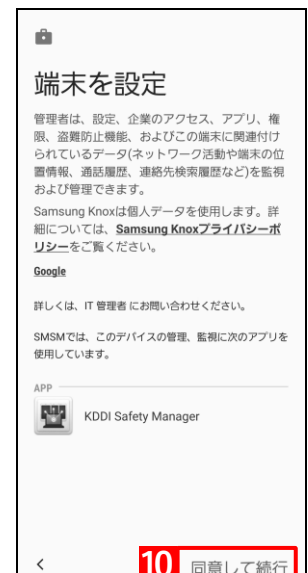 端末を設定
管理者は、設定、企業のアクセス、アプリ、権
限、盗難防止機能、およびこの端末に関連付け
られているデータ(ネットワーク活動や端末の位
置情報、通話履歴、連絡先検索履歴など)を監視
および管理できます。
Samsung Knoxは個人データを使用します。詳
細については、Samsung Knoxプライバシーポ
リシーをご覧ください。
Google
詳しくは、IT 管理者 にお問い合わせください。
SMSMでは、このデバイスの管理、監視に次のアプリを
使用しています。
APP
KDDI Safety Manager
<
10 同意して続行